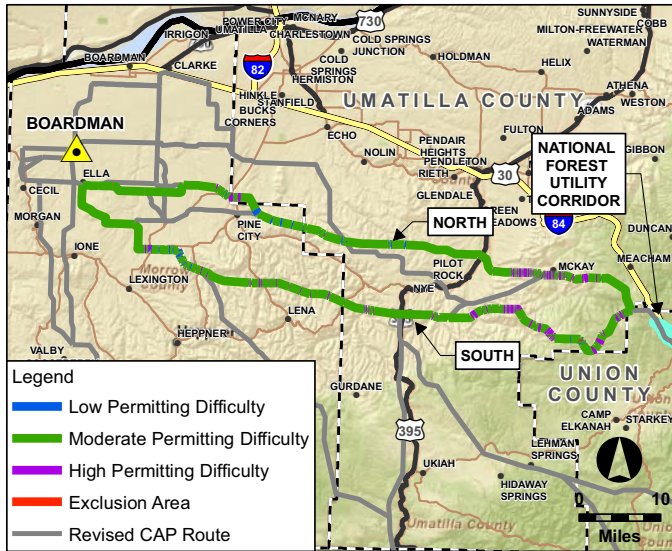 SUNNYSIDE
COBB
MCNARY
POWER CITY
UMATILLA
730
IRRIGON
CHARLESTOWN
COLD SPRINGS
JUNCTION
MILTON-FREEWATER
WATERMAN
BOARDMAN
CLARKE
82
COLD
SPRINGS
HOLDMAN
HELIX
HERMISTON
HINKLE
BUCKS
CORNERS
STANFIELD
UMATILLA COUNTY
ATHENA
WESTON
ADAMS
BOARDMAN
ECHO
FULTON
NATIONAL
FOREST
UTILITY
CORRIDOR
GIBBON
NOLIN
PENDAIR
HEIGHTS
PENDLETON
RIETH
30
ELLA
CECIL
GLENDALE
NORTH
84
MORGAN
PINE
CITY
DUNCAN
IONE
PILOT
ROCK
MCKAY
MEACHAM
LEXINGTON
NYE
LENA
HEPPNER
SOUTH
VALBY
UNION
COUNTY
Legend
Low Permitting Difficulty
Moderate Permitting Difficulty
High Permitting Difficulty
Exclusion Area
Revised CAP Route
GURDANE
395
CAMP
ELKANAH
STARKEY
LEHMAN
SPRINGS
UKIAH
HIDAWAY
SPRINGS
Umatilla County
0 10
Miles